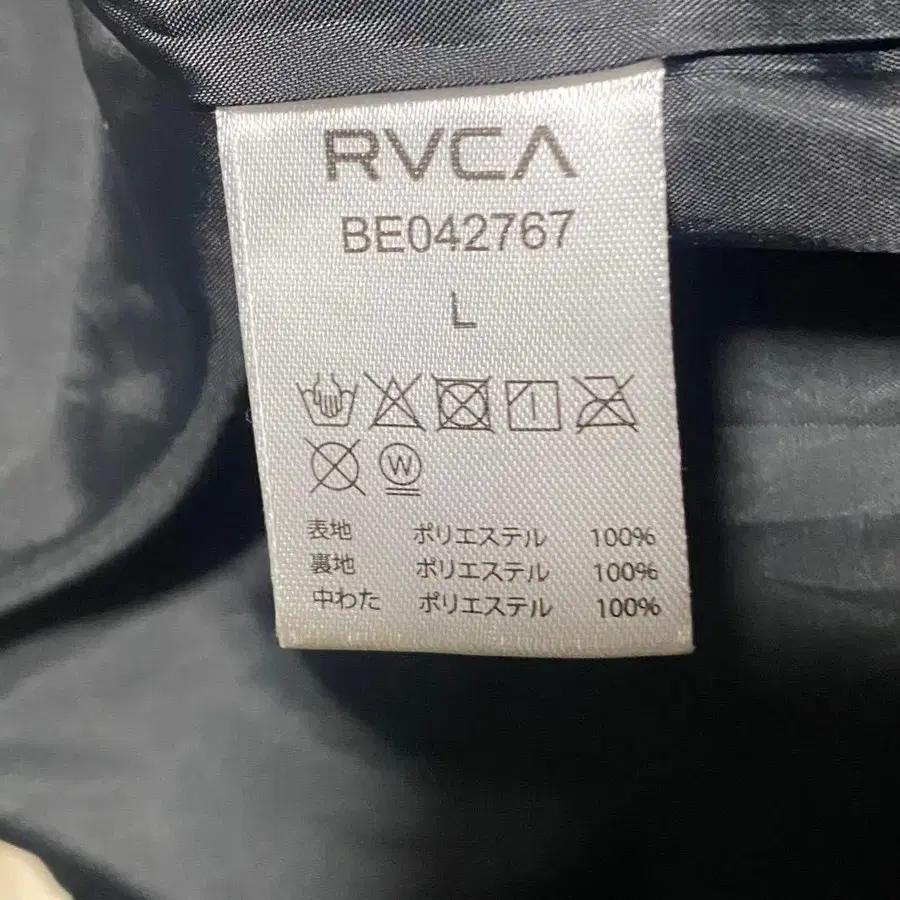 RVCA
BE042767
L
W
表地 ポリエステル 100%
裏地 ポリエステル 100%
中わた ポリエステル 100%